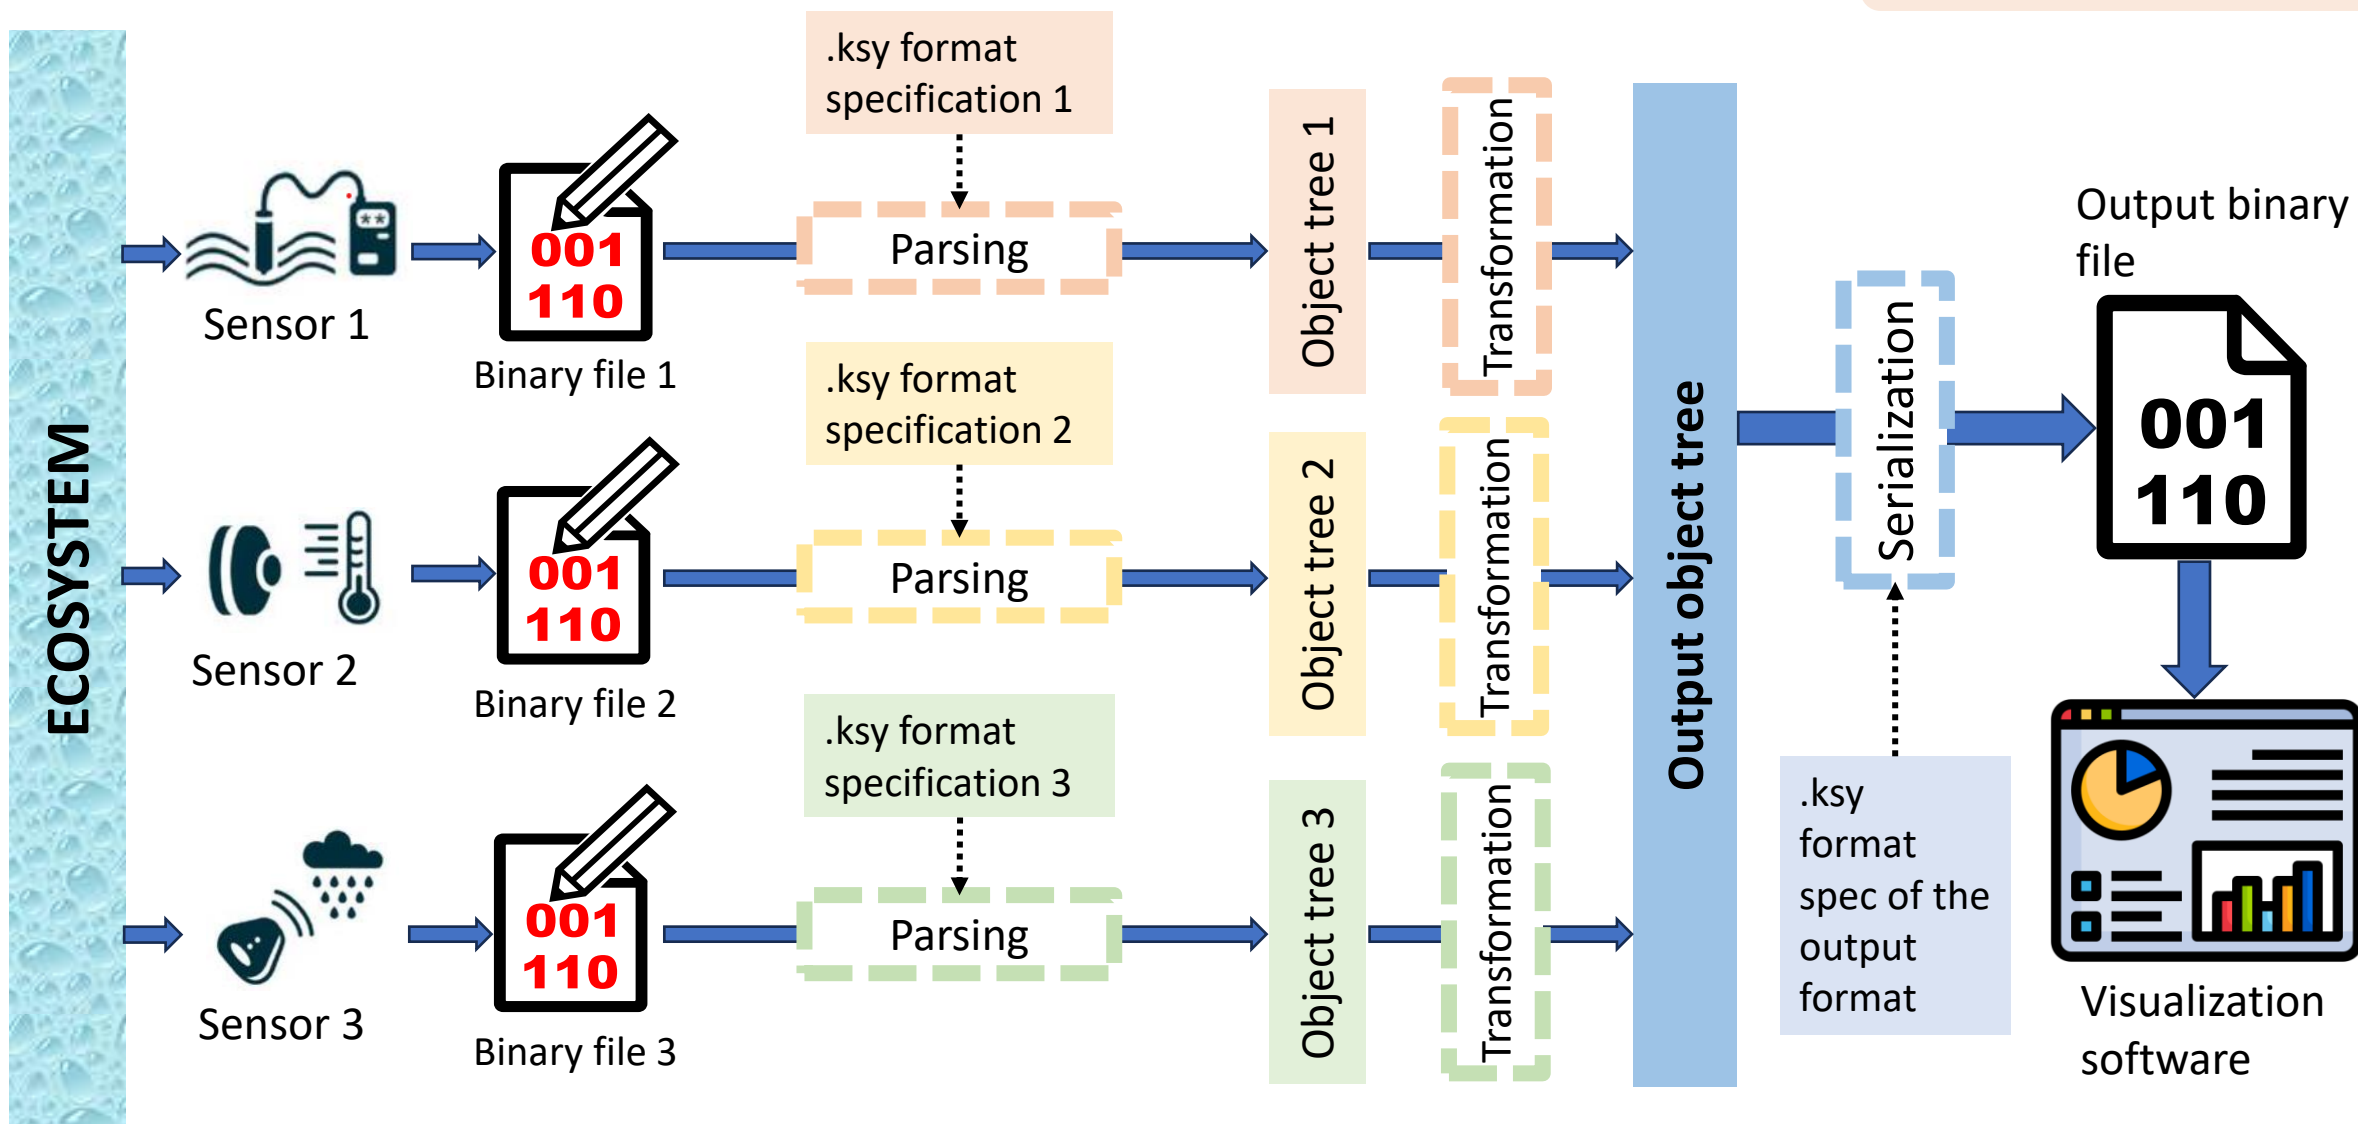 ECOSYSTEM
Sensor 1
001
110
Binary file 1
.ksy format
specification 1
Parsing
Object tree 1
Transformation
Sensor 2
001
110
Binary file 2
.ksy format
specification 2
Parsing
Object tree 2
Transformation
Sensor 3
001
110
Binary file 3
.ksy format
specification 3
Parsing
Object tree 3
Transformation
Output object tree
Serialization
.ksy
format
spec of the
output
format
Output binary
file
001
110
Visualization
software